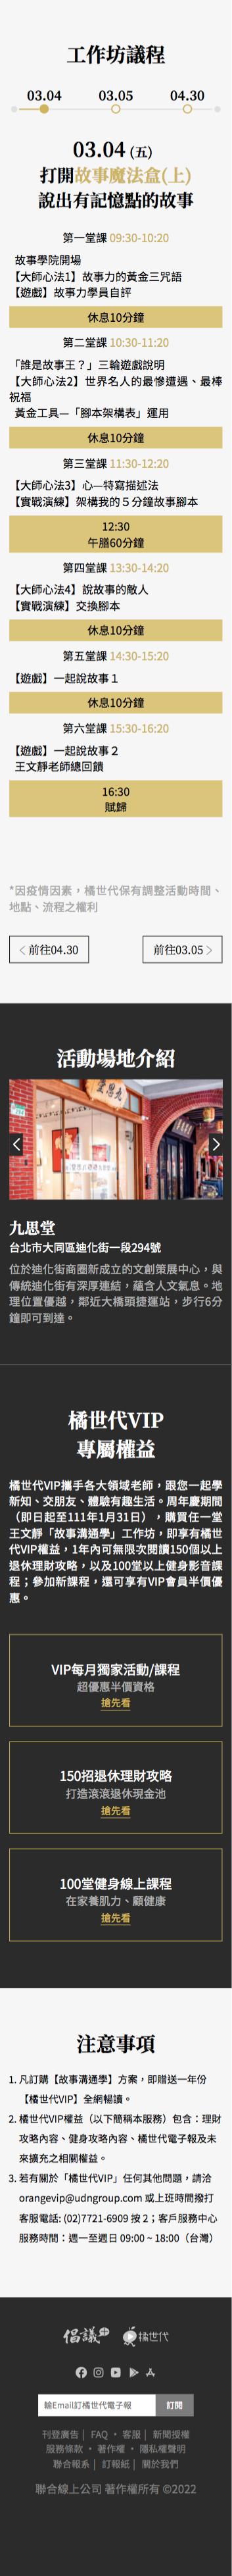 工作坊議程
03.04 03.05 04.30
03.04 (五)
打開故事魔法盒(上)
說出有記憶點的故事
第一堂課 09:30-10:20
故事學院開場
【大師心法1】故事力的黃金三咒語
【遊戲】故事力學員自評
休息10分鐘
第二堂課 10:30-11:20
「誰是故事王？」三輪遊戲說明
【大師心法2】世界名人的最慘遭遇、最棒
祝福
黃金工具—「腳本架構表」運用
休息10分鐘
第三堂課 11:30-12:20
【大師心法3】心—特寫描述法
【實戰演練】架構我的５分鐘故事腳本
12:30
午膳60分鐘
第四堂課 13:30-14:20
【大師心法4】說故事的敵人
【實戰演練】交換腳本
休息10分鐘
第五堂課 14:30-15:20
【遊戲】一起說故事１
休息10分鐘
第六堂課 15:30-16:20
【遊戲】一起說故事２
王文靜老師總回饋
16:30
賦歸
*因疫情因素，橘世代保有調整活動時間、
地點、流程之權利
前往04.30 前往03.05
活動場地介紹
九思堂
台北市大同區迪化街一段294號
位於迪化街商圈新成立的文創策展中心，與
傳統迪化街有深厚連結，蘊含人文氣息。地
理位置優越，鄰近大橋頭捷運站，步行6分
鐘即可到達。
橘世代VIP
專屬權益
橘世代VIP攜手各大領域老師，跟您一起學
新知、交朋友、體驗有趣生活。周年慶期間
（即日起至111年1月31日），購買任一堂
王文靜「故事溝通學」工作坊，即享有橘世
代VIP權益，1年內可無限次閱讀150個以上
退休理財攻略，以及100堂以上健身影音課
程；參加新課程，還可享有VIP會員半價優
惠。
VIP每月獨家活動/課程
超優惠半價資格
搶先看
150招退休理財攻略
打造滾滾退休現金池
搶先看
100堂健身線上課程
在家養肌力、顧健康
搶先看
注意事項
1. 凡訂購【故事溝通學】方案，即贈送一年份
【橘世代VIP】全網暢讀。
2. 橘世代VIP權益（以下簡稱本服務）包含：理財
攻略內容、健身攻略內容、橘世代電子報及未
來擴充之相關權益。
3. 若有關於「橘世代VIP」任何其他問題，請洽
orangevip@udngroup.com 或上班時間撥打
客服電話: (02)7721-6909 按 2；客戶服務中心
服務時間：週一至週日 09:00 ~ 18:00（台灣）
倡議 橘世代
輸Email訂橘世代電子報 訂閱
刊登廣告｜ FAQ ・ 客服｜ 新聞授權
服務條款 ・ 著作權 ・ 隱私權聲明
聯合報系｜ 訂報紙｜ 關於我們
聯合線上公司 著作權所有 ©2022